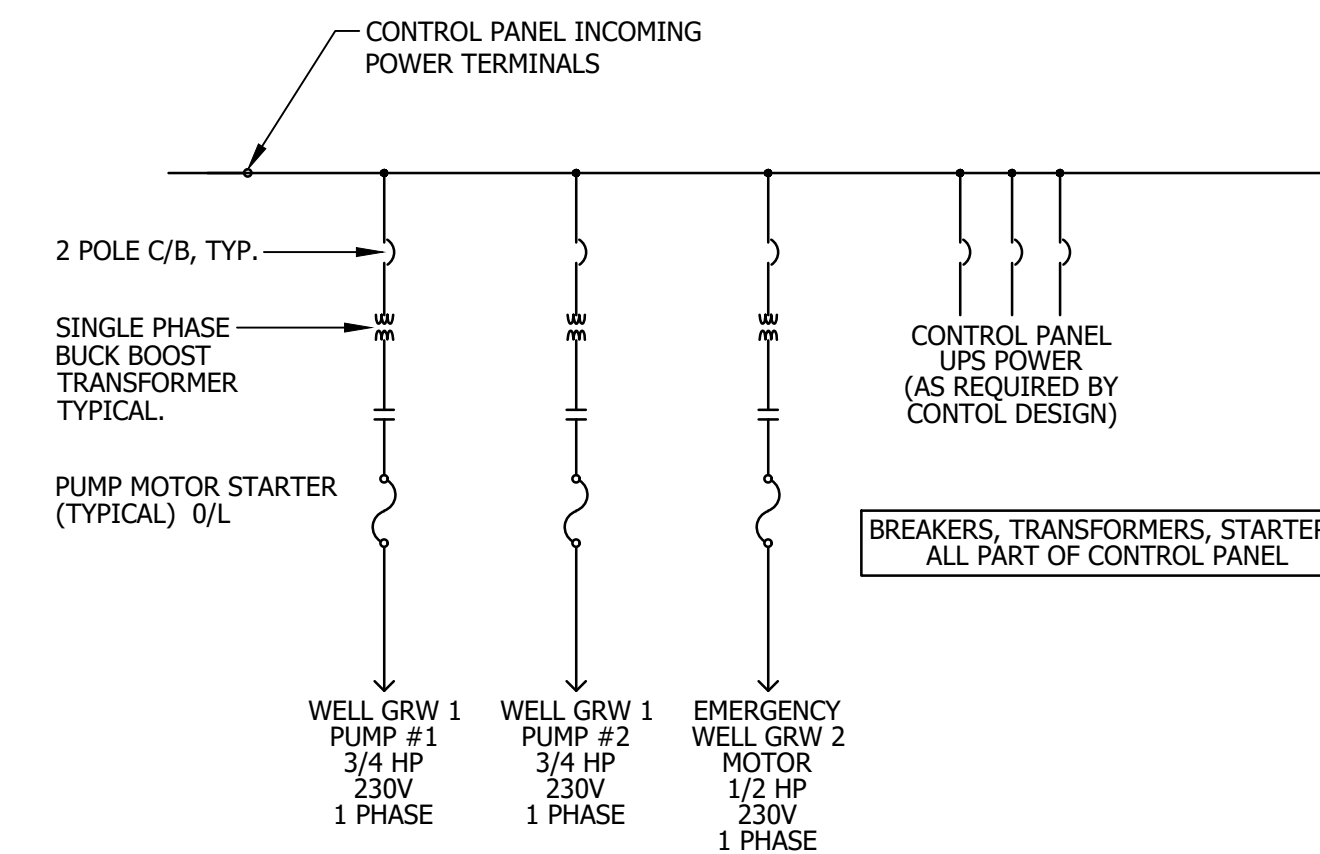 CONTROL PANEL INCOMING
POWER TERMINALS
2 POLE C/B, TYP.
SINGLE PHASE
BUCK BOOST
TRANSFORMER
TYPICAL.
CONTROL PANEL
UPS POWER
(AS REQUIRED BY
CONTOL DESIGN)
PUMP MOTOR STARTER
(TYPICAL) 0/L
BREAKERS, TRANSFORMERS, STARTER
ALL PART OF CONTROL PANEL
WELL GRW 1
PUMP #1
3/4 HP
230V
1 PHASE
WELL GRW 1
PUMP #2
3/4 HP
230V
1 PHASE
EMERGENCY
WELL GRW 2
MOTOR
1/2 HP
230V
1 PHASE